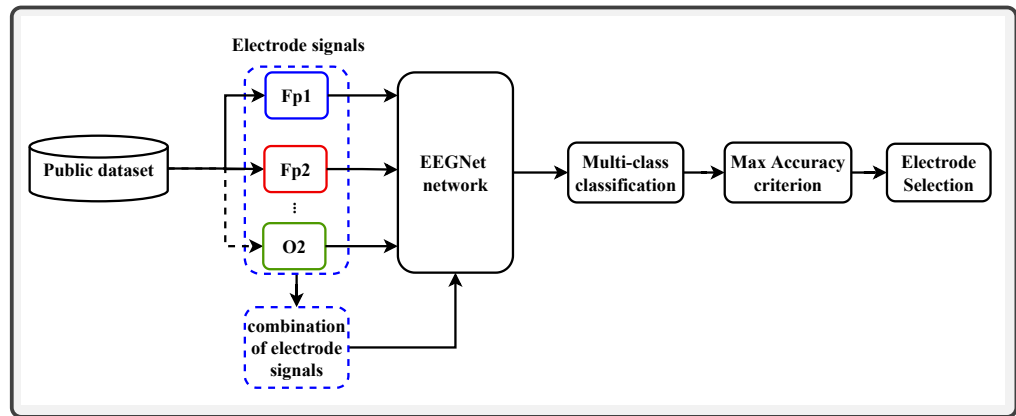 Electrode signals
Fp1
Public dataset
Fp2
⋮
O2
combination
of electrode
signals
EEGNet
network
Multi-class
classification
Max Accuracy
criterion
Electrode
Selection